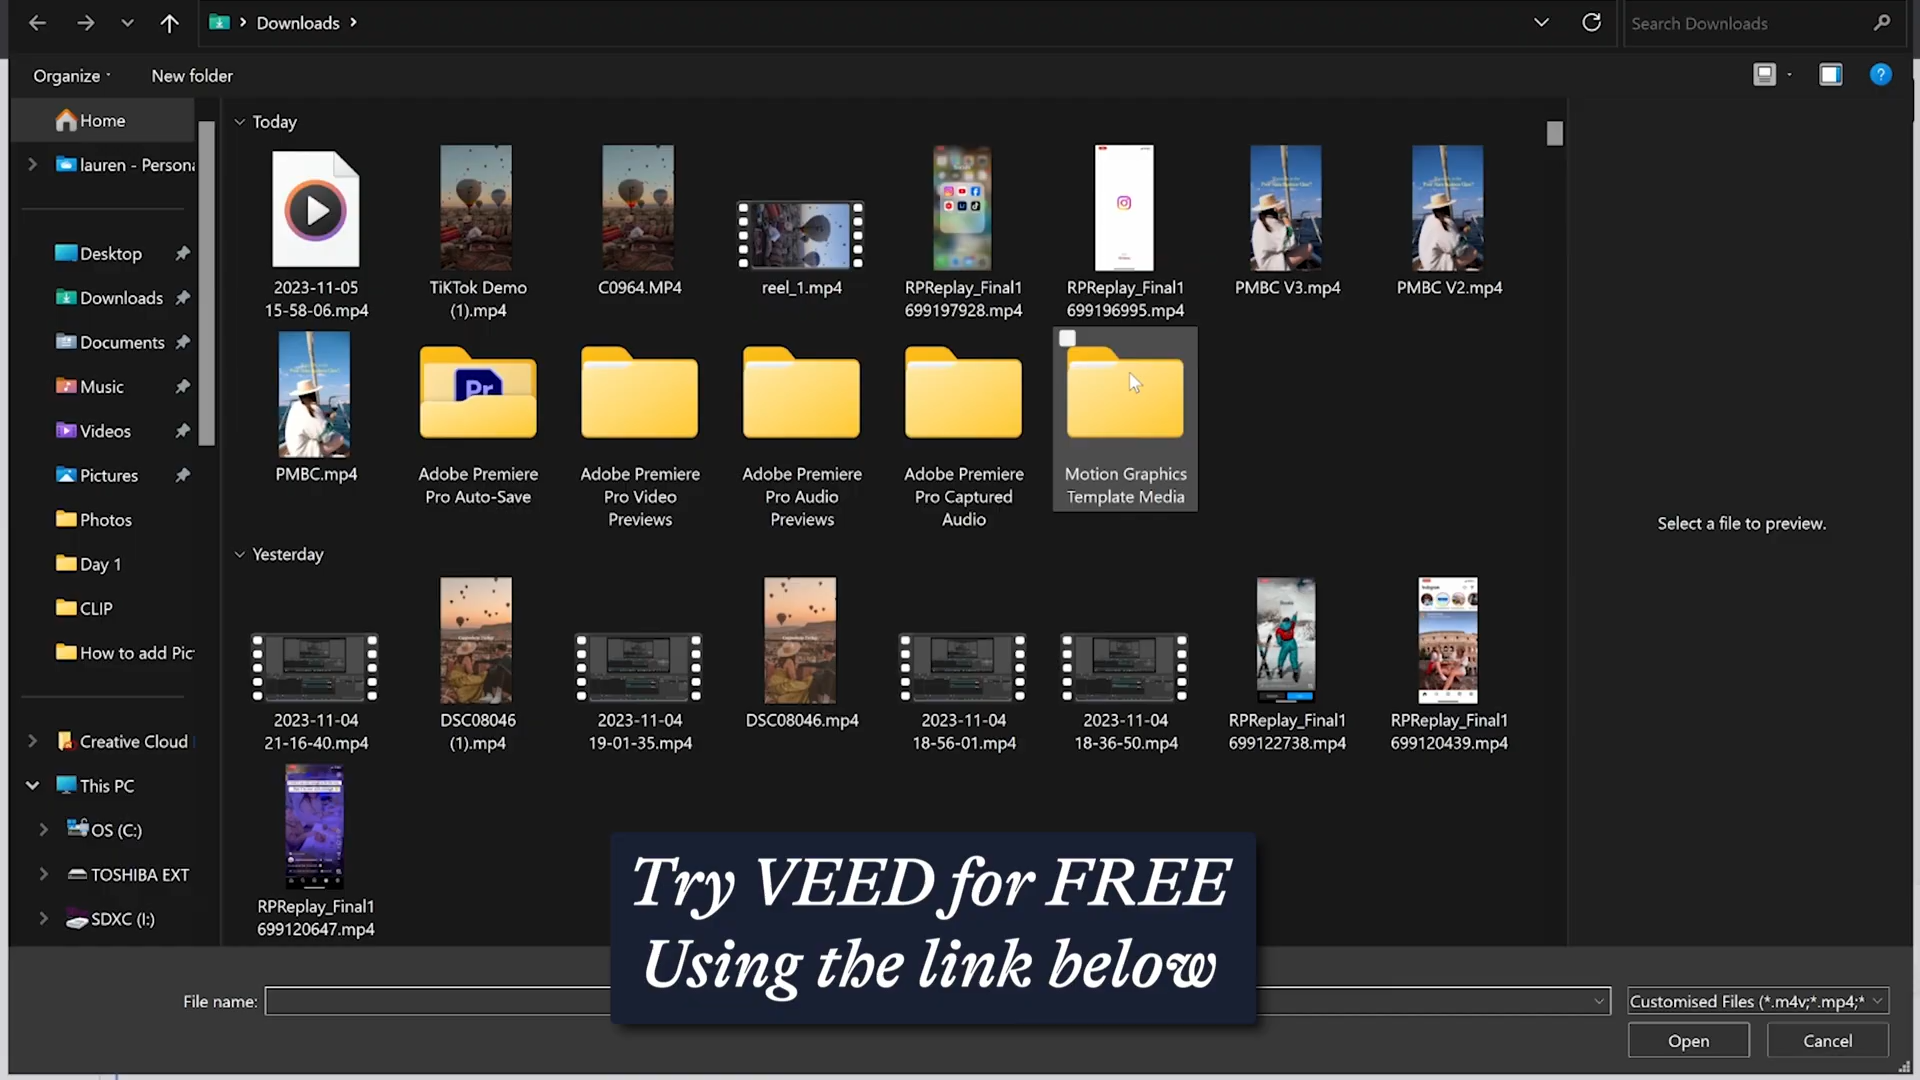 Downloads
Search Downloads
Organize
New folder
Home
lauren - Persona
Desktop
Downloads
Documents
Music
Videos
Pictures
Photos
Day 1
CLIP
How to add Pic
Creative Cloud
This PC
OS (C:)
TOSHIBA EXT
SDXC (I:)
Today
2023-11-05
15-58-06.mp4
TiKTok Demo
(1).mp4
C0964.MP4
reel_1.mp4
RPReplay_Final1
699197928.mp4
RPReplay_Final1
699196995.mp4
PMBC V3.mp4
PMBC V2.mp4
PMBC.mp4
Pr
Adobe Premiere
Pro Auto-Save
Adobe Premiere
Pro Video
Previews
Adobe Premiere
Pro Audio
Previews
Adobe Premiere
Pro Captured
Audio
Motion Graphics
Template Media
Yesterday
2023-11-04
21-16-40.mp4
DSC08046
(1).mp4
2023-11-04
19-01-35.mp4
DSC08046.mp4
2023-11-04
18-56-01.mp4
2023-11-04
18-36-50.mp4
RPReplay_Final1
699122738.mp4
RPReplay_Final1
699120439.mp4
RPReplay_Final1
699120647.mp4
Select a file to preview.
Try VEED for FREE
Using the link below
File name:
Customised Files (*.m4v;*.mp4;*
Open
Cancel